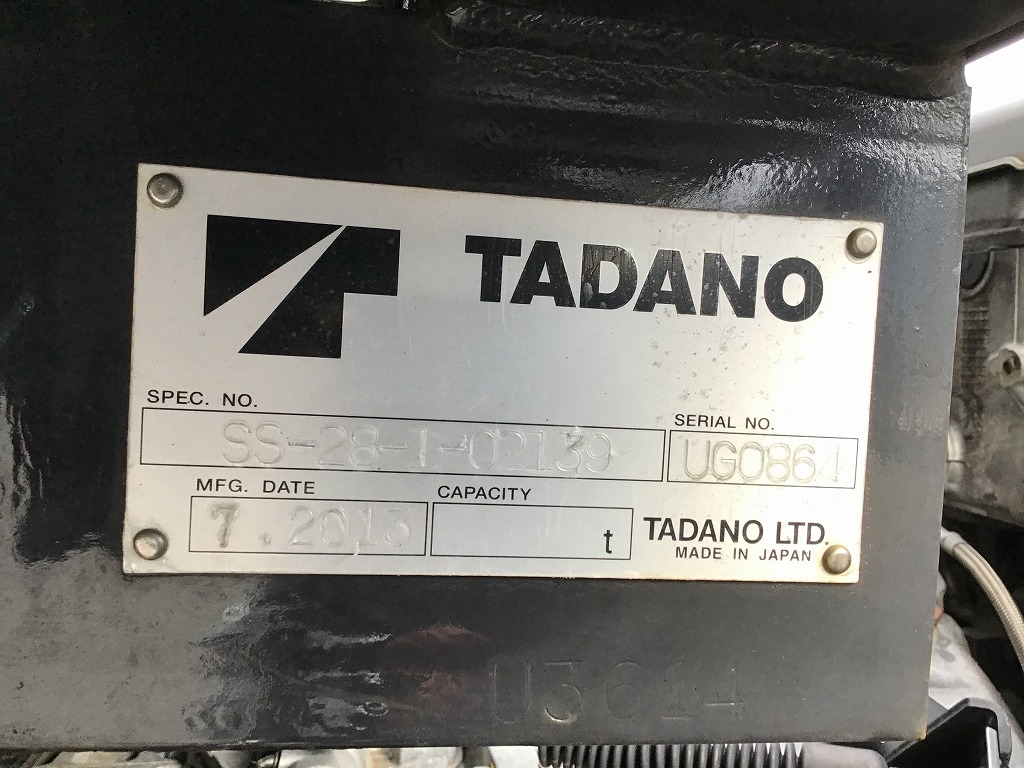 TADANO
SPEC. NO.
SS-28-1-02139
SERIAL NO.
UG0864
MFG. DATE
7.2013
CAPACITY
t
TADANO LTD.
MADE IN JAPAN
U3614